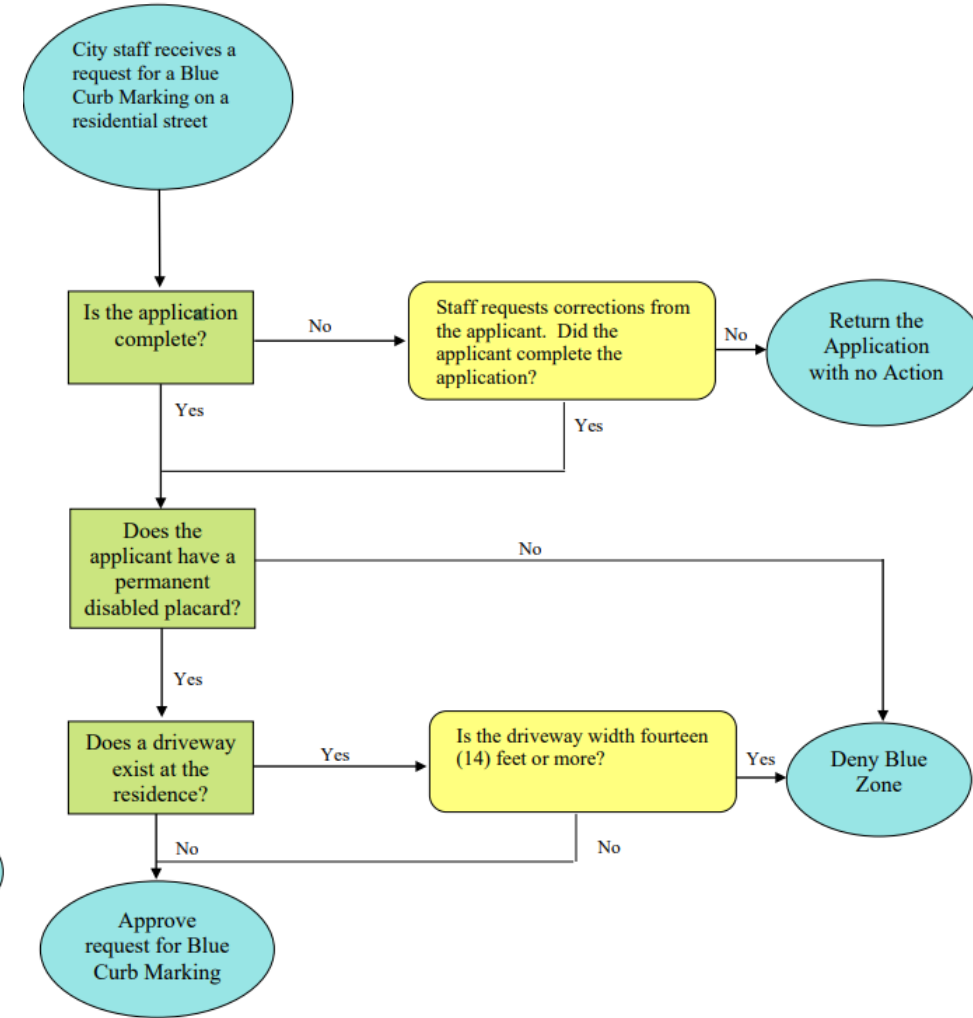 City staff receives a
request for a Blue
Curb Marking on a
residential street
Is the application
complete?
No
Staff requests corrections from
the applicant.  Did the
applicant complete the
application?
No
Return the
Application
with no Action
Yes
Yes
Does the
applicant have a
permanent
disabled placard?
No
Yes
Does a driveway
exist at the
residence?
Yes
Is the driveway width fourteen
(14) feet or more?
Yes
Deny Blue
Zone
No
No
Approve
request for Blue
Curb Marking